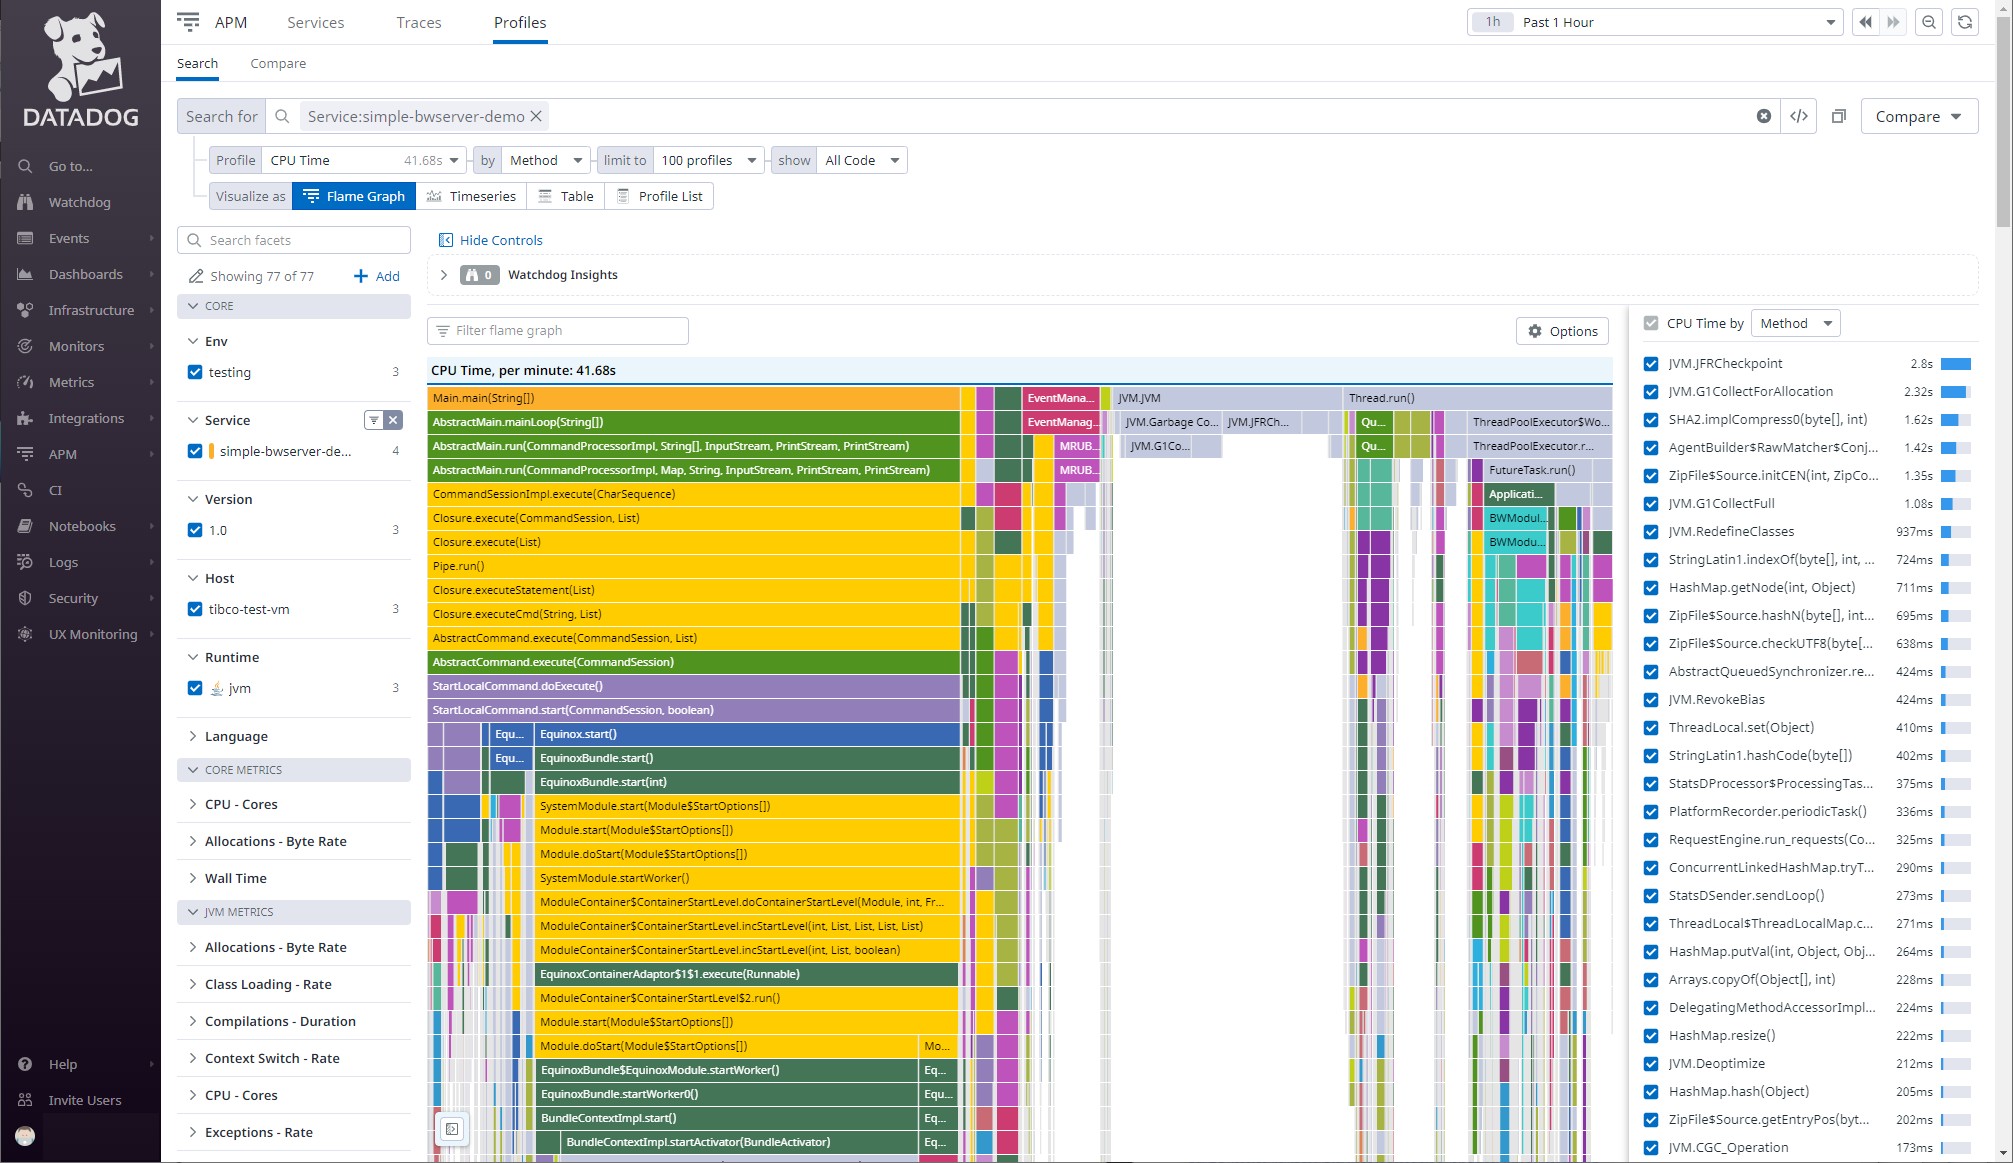 DATADOG
Go to...
Watchdog
Events
Dashboards
Infrastructure
Monitors
Metrics
Integrations
APM
CI
Notebooks
Logs
Security
UX Monitoring
Help
Invite Users
APM
Services
Traces
Profiles
1h Past 1 Hour
Search
Compare
Search for Service:simple-bwserver-demo
Compare
Profile CPU Time 41.68s by Method limit to 100 profiles show All Code
Visualize as Flame Graph Timeseries Table Profile List
Search facets
Showing 77 of 77 Add
CORE
Env
testing 3
Service
simple-bwserver-de... 4
Version
1.0 3
Host
tibco-test-vm 3
Runtime
jvm 3
Language
CORE METRICS
CPU - Cores
Allocations - Byte Rate
Wall Time
JVM METRICS
Allocations - Byte Rate
Class Loading - Rate
Compilations - Duration
Context Switch - Rate
CPU - Cores
Exceptions - Rate
Hide Controls
0 Watchdog Insights
Filter flame graph
Options
CPU Time, per minute: 41.68s
Main.main(String[]) EventMana... JVM.JVM Thread.run()
AbstractMain.mainLoop(String[]) EventManag... JVM.Garbage Co... JVM.JFRCh... Qu... ThreadPoolExecutor$Wo...
AbstractMain.run(CommandProcessorImpl, String[], InputStream, PrintStream, PrintStream) MRUB... JVM.G1Co... Qu... ThreadPoolExecutor.r...
AbstractMain.run(CommandProcessorImpl, Map, String, InputStream, PrintStream, PrintStream) MRUB... FutureTask.run()
CommandSessionImpl.execute(CharSequence) Applicati...
Closure.execute(CommandSession, List) BWModul...
Closure.execute(List) BWModu...
Pipe.run()
Closure.executeStatement(List)
Closure.executeCmd(String, List)
AbstractCommand.execute(CommandSession, List)
AbstractCommand.execute(CommandSession)
StartLocalCommand.doExecute()
StartLocalCommand.start(CommandSession, boolean)
Equ... Equinox.start()
Equ... EquinoxBundle.start()
EquinoxBundle.start(int)
SystemModule.start(Module$StartOptions[])
Module.start(Module$StartOptions[])
Module.doStart(Module$StartOptions[])
SystemModule.startWorker()
ModuleContainer$ContainerStartLevel.doContainerStartLevel(Module, int, Fr...
ModuleContainer$ContainerStartLevel.incStartLevel(int, List, List, List, List)
ModuleContainer$ContainerStartLevel.incStartLevel(int, List, boolean)
EquinoxContainerAdaptor$1$1.execute(Runnable)
ModuleContainer$ContainerStartLevel$2.run()
Module.start(Module$StartOptions[])
Module.doStart(Module$StartOptions[]) Mo...
EquinoxBundle$EquinoxModule.startWorker() Eq...
EquinoxBundle.startWorker0() Equ...
BundleContextImpl.start() Eq...
BundleContextImpl.startActivator(BundleActivator) Eq...
CPU Time by Method
JVM.JFRCheckpoint 2.8s
JVM.G1CollectForAllocation 2.32s
SHA2.implCompress0(byte[], int) 1.62s
AgentBuilder$RawMatcher$Conj... 1.42s
ZipFile$Source.initCEN(int, ZipCo... 1.35s
JVM.G1CollectFull 1.08s
JVM.RedefineClasses 937ms
StringLatin1.indexOf(byte[], int, ... 724ms
HashMap.getNode(int, Object) 711ms
ZipFile$Source.hashN(byte[], int... 695ms
ZipFile$Source.checkUTF8(byte[... 638ms
AbstractQueuedSynchronizer.re... 424ms
JVM.RevokeBias 424ms
ThreadLocal.set(Object) 410ms
StringLatin1.hashCode(byte[]) 402ms
StatsDProcessor$ProcessingTas... 375ms
PlatformRecorder.periodicTask() 336ms
RequestEngine.run_requests(Co... 325ms
ConcurrentLinkedHashMap.tryT... 290ms
StatsDSender.sendLoop() 273ms
ThreadLocal$ThreadLocalMap.c... 271ms
HashMap.putVal(int, Object, Obj... 264ms
Arrays.copyOf(Object[], int) 228ms
DelegatingMethodAccessorImpl... 224ms
HashMap.resize() 222ms
JVM.Deoptimize 212ms
HashMap.hash(Object) 205ms
ZipFile$Source.getEntryPos(byt... 202ms
JVM.CGC_Operation 173ms